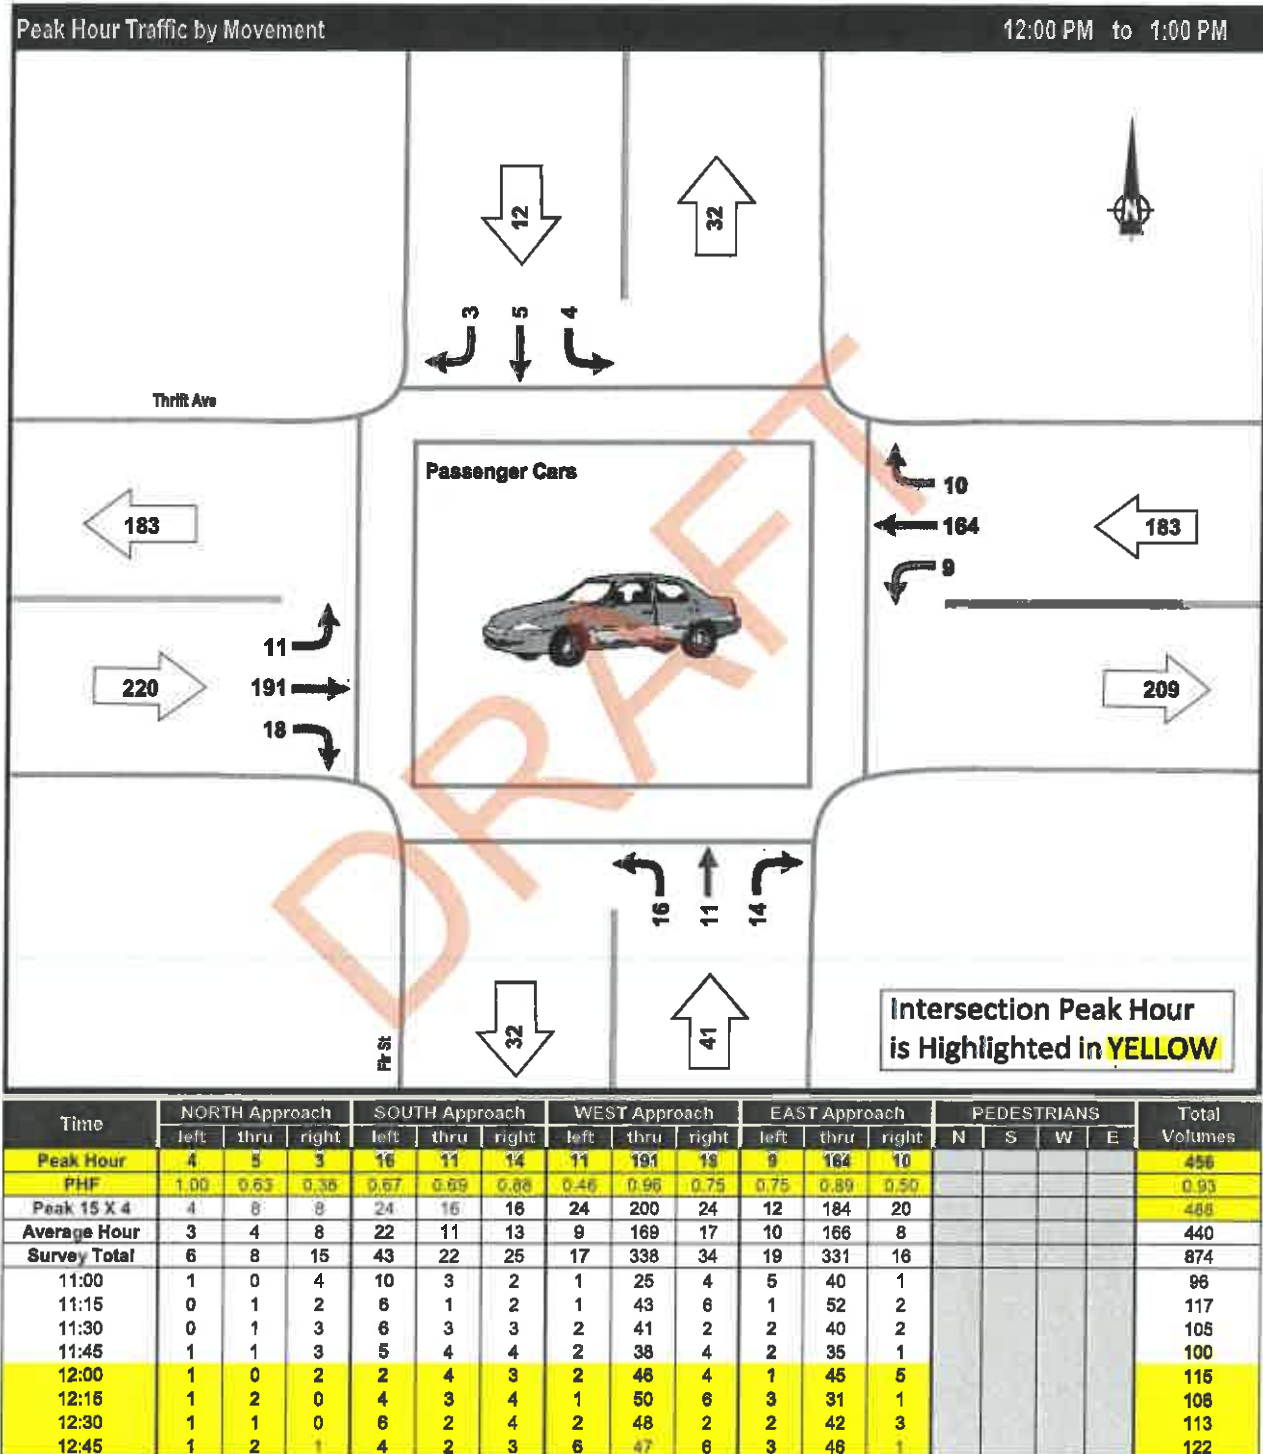 Peak Hour Traffic by Movement 12:00 PM to 1:00 PM
12 32
3 5 4
Thrift Ave
Passenger Cars
10
183 164 183
9
11
220 191 209
18
16 11 14
DRAFT
Fir St
32 41
Intersection Peak Hour
is Highlighted in YELLOW
Time NORTH Approach SOUTH Approach WEST Approach EAST Approach PEDESTRIANS Total
left thru right left thru right left thru right left thru right N S W E Volumes
Peak Hour 4 5 3 16 11 14 11 191 18 9 164 10 456
PHF 1.00 0.63 0.38 0.67 0.69 0.88 0.46 0.96 0.75 0.75 0.89 0.50 0.93
Peak 15 X 4 4 8 8 24 16 16 24 200 24 12 184 20 488
Average Hour 3 4 8 22 11 13 9 169 17 10 166 8 440
Survey Total 6 8 15 43 22 25 17 338 34 19 331 16 874
11:00 1 0 4 10 3 2 1 25 4 5 40 1 96
11:15 0 1 2 6 1 2 1 43 6 1 52 2 117
11:30 0 1 3 6 3 3 2 41 2 2 40 2 105
11:45 1 1 3 5 4 4 2 38 4 2 35 1 100
12:00 1 0 2 2 4 3 2 46 4 1 45 5 115
12:15 1 2 0 4 3 4 1 50 6 3 31 1 106
12:30 1 1 0 6 2 4 2 48 2 2 42 3 113
12:45 1 2 1 4 2 3 6 47 6 3 46 1 122